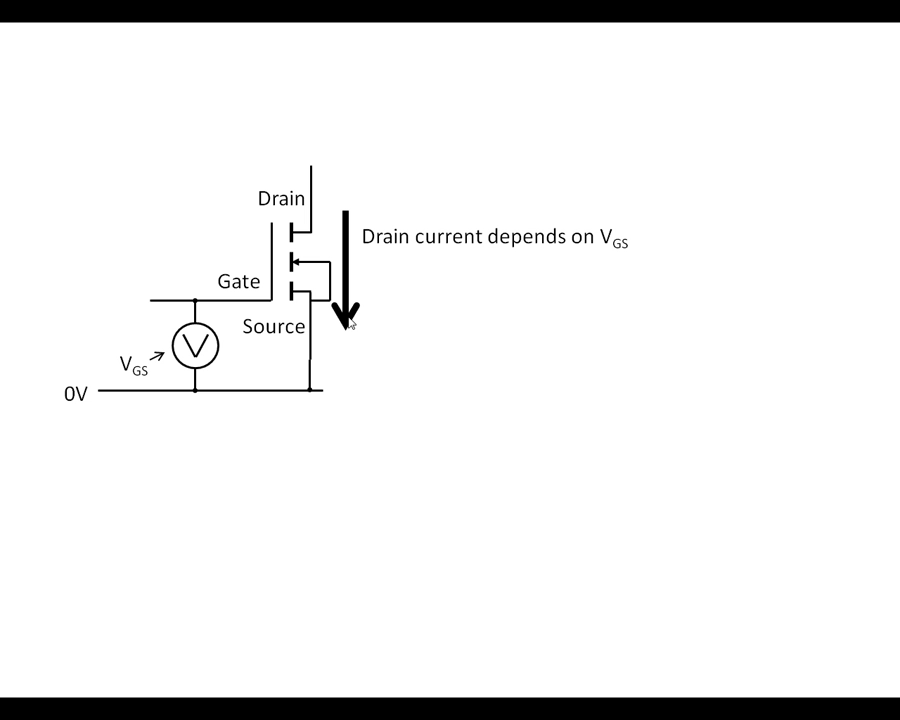 Drain
Drain current depends on VGS
Gate
Source
V
VGS
0V